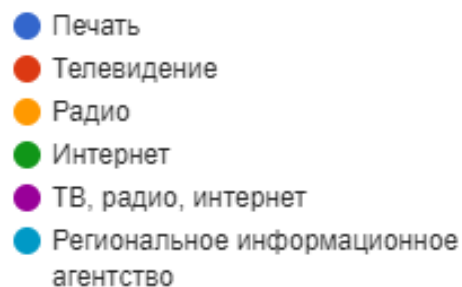 Печать
Телевидение
Радио
Интернет
ТВ, радио, интернет
Региональное информационное
агентство